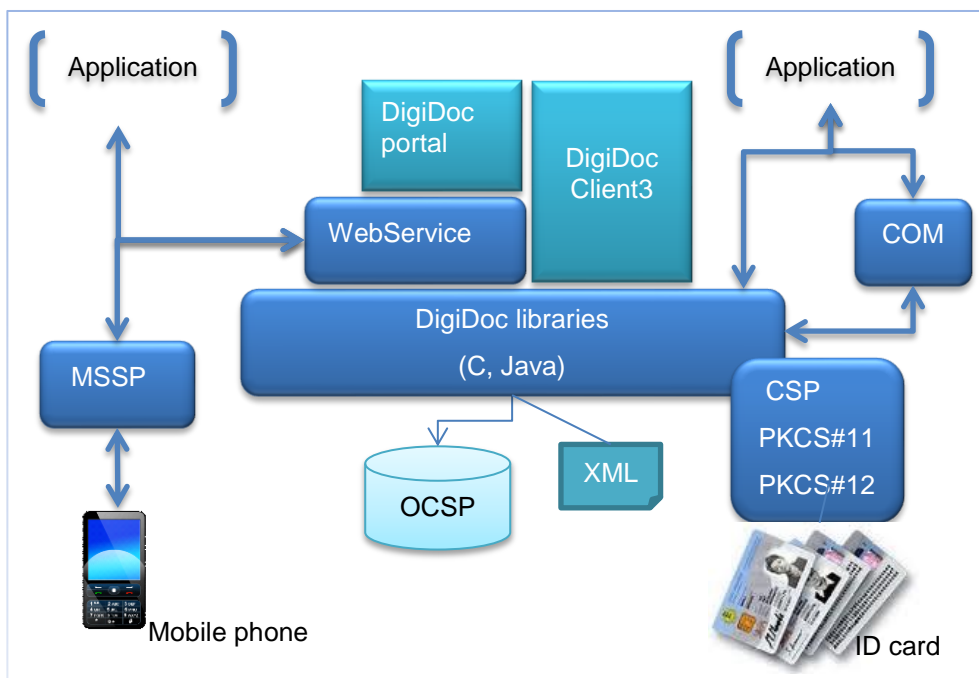 Application
Application
DigiDoc
portal
DigiDoc
Client3
WebService
COM
DigiDoc libraries
(C, Java)
MSSP
CSP
PKCS#11
PKCS#12
XML
OCSP
Mobile phone
ID card